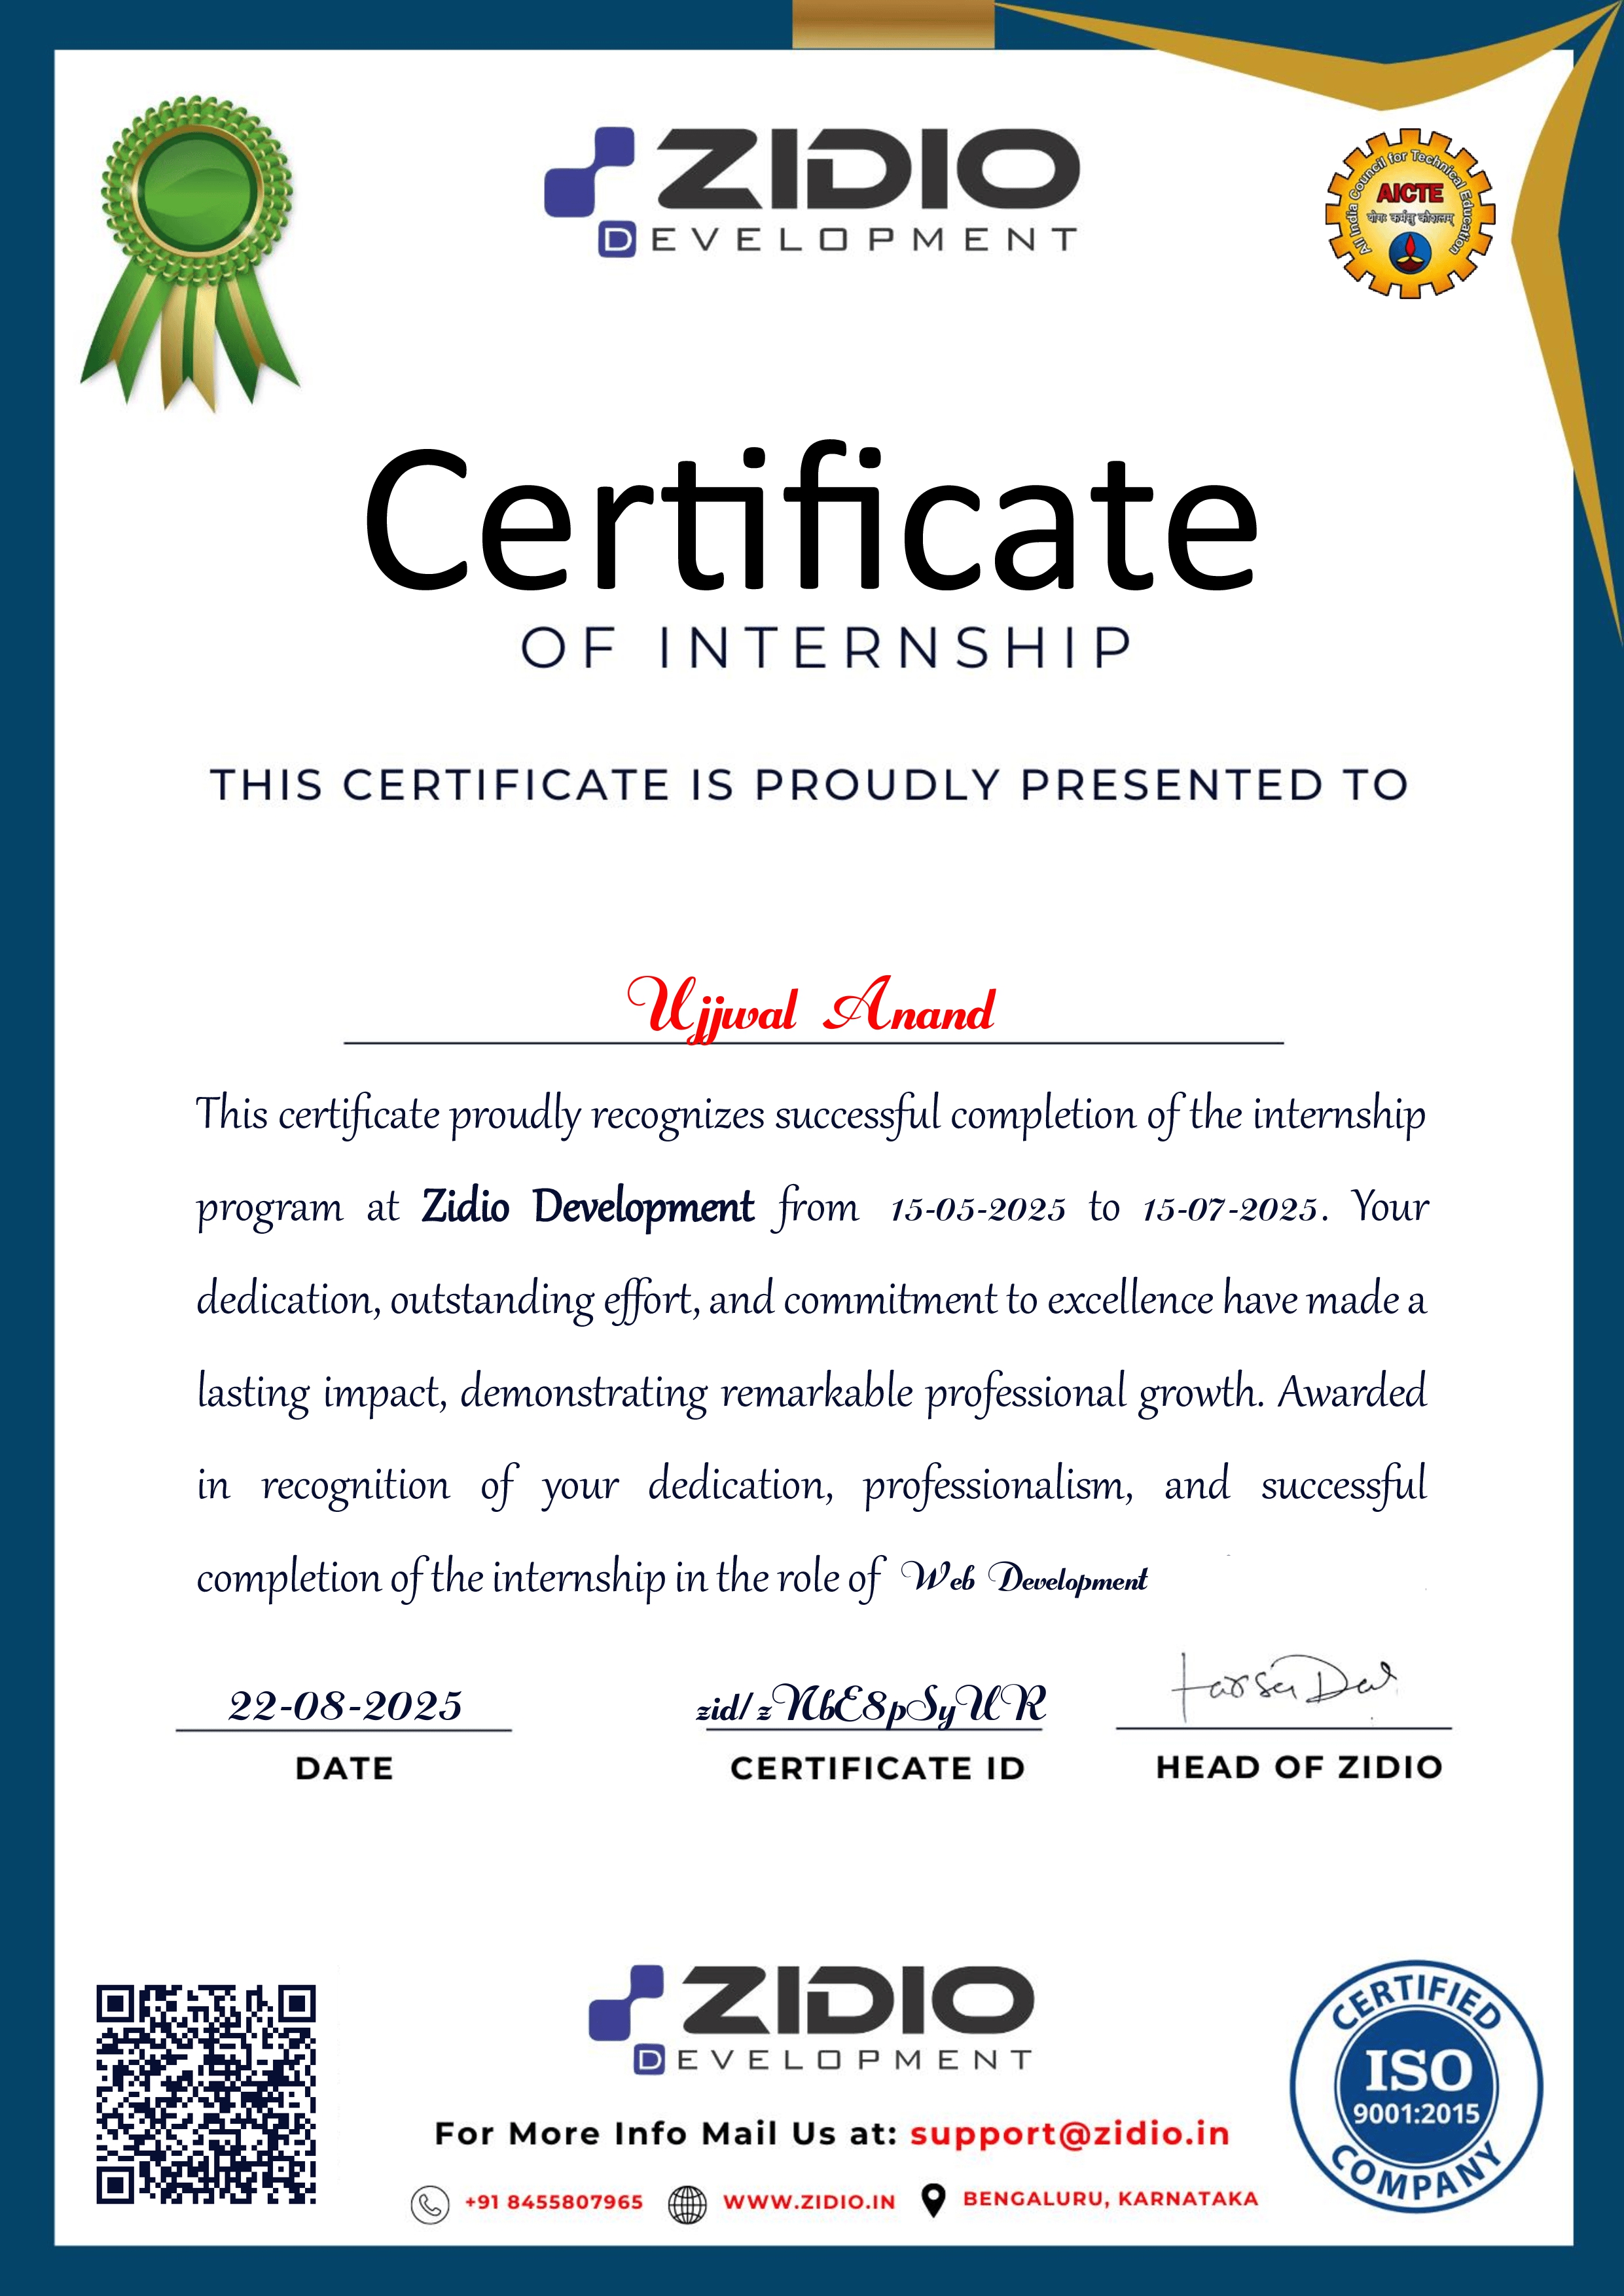 ZIDIO
DEVELOPMENT
All India Council for Technical Education
AICTE
योगः कर्मसु कौशलम्
Certificate
OF INTERNSHIP
THIS CERTIFICATE IS PROUDLY PRESENTED TO
Ujjwal Anand
This certificate proudly recognizes successful completion of the internship
program at Zidio Development from 15-05-2025 to 15-07-2025. Your
dedication, outstanding effort, and commitment to excellence have made a
lasting impact, demonstrating remarkable professional growth. Awarded
in recognition of your dedication, professionalism, and successful
completion of the internship in the role of Web Development
22-08-2025
zid/zNbE8pSyUR
DATE
CERTIFICATE ID
HEAD OF ZIDIO
ZIDIO
DEVELOPMENT
For More Info Mail Us at: support@zidio.in
+91 8455807965 WWW.ZIDIO.IN BENGALURU, KARNATAKA
CERTIFIED
ISO
9001:2015
COMPANY